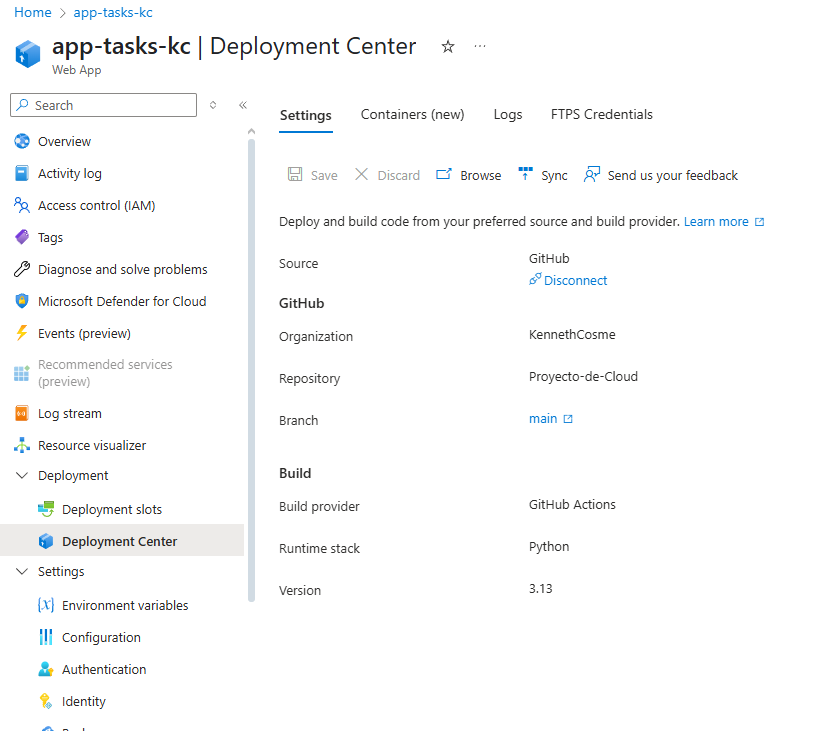 Home > app-tasks-kc
app-tasks-kc | Deployment Center
Web App
Search
Overview
Activity log
Access control (IAM)
Tags
Diagnose and solve problems
Microsoft Defender for Cloud
Events (preview)
Recommended services
(preview)
Log stream
Resource visualizer
Deployment
Deployment slots
Deployment Center
Settings
Environment variables
Configuration
Authentication
Identity
Settings Containers (new) Logs FTPS Credentials
Save Discard Browse Sync Send us your feedback
Deploy and build code from your preferred source and build provider. Learn more
Source GitHub
Disconnect
GitHub
Organization KennethCosme
Repository Proyecto-de-Cloud
Branch main
Build
Build provider GitHub Actions
Runtime stack Python
Version 3.13